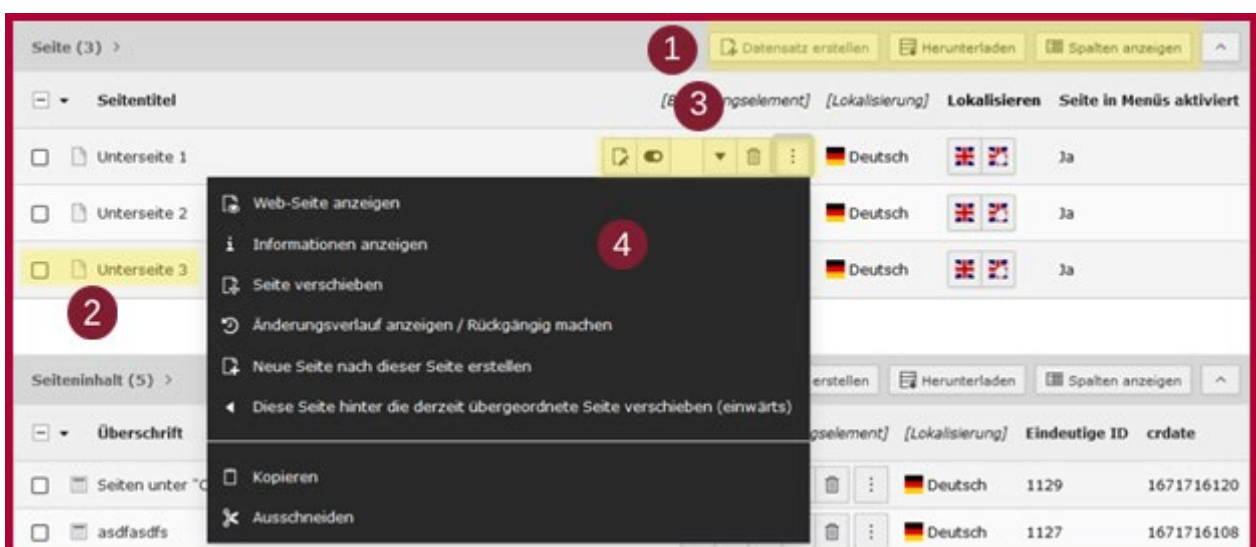 Seite (3) >
1
Datensatz erstellen Herunterladen Spalten anzeigen
Seitentitel
3
[Lokalisierung] Lokalisieren Seite in Menüs aktiviert
Unterseite 1 Deutsch Ja
Unterseite 2 Deutsch Ja
Unterseite 3 Deutsch Ja
2
Web-Seite anzeigen
Informationen anzeigen
4
Seite verschieben
Änderungsverlauf anzeigen / Rückgängig machen
Neue Seite nach dieser Seite erstellen
Diese Seite hinter die derzeit übergeordnete Seite verschieben (einwärts)
Kopieren
Ausschneiden
Seiteninhalt (5) > erstellen Herunterladen Spalten anzeigen
Überschrift [Lokalisierung] Eindeutige ID crdate
Seiten unter Deutsch 1129 1671716120
asdfasdfs Deutsch 1127 1671716108